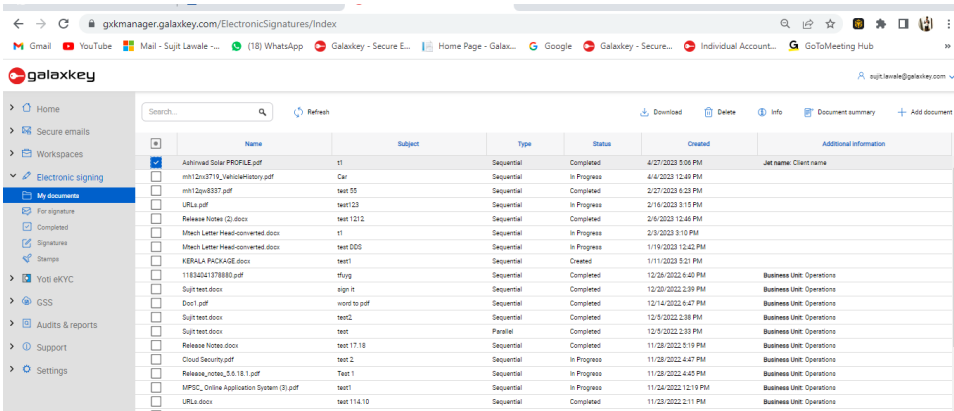 gxkmanager.galaxkey.com/ElectronicSignatures/Index
Gmail YouTube Mail - Sujit Lawale -... (18) WhatsApp Galaxkey - Secure E... Home Page - Galax... Google Galaxkey - Secure... Individual Account... GoToMeeting Hub »
galaxkey sujit.lawale@galaxkey.com
Home
Secure emails
Workspaces
Electronic signing
My documents
For signature
Completed
Signatures
Stamps
Yoti eKYC
GSS
Audits & reports
Support
Settings
Search... Refresh Download Delete Info Document summary Add document
Name Subject Type Status Created Additional Information
Ashirwad Solar PROFILE.pdf t1 Sequential Completed 4/27/2023 5:06 PM Jet name: Client name
mh12nx3719_VehicleHistory.pdf Car Sequential In Progress 4/4/2023 12:49 PM
mh12qw8337.pdf test 55 Sequential Completed 2/27/2023 6:23 PM
URLs.pdf test123 Sequential In Progress 2/16/2023 3:15 PM
Release Notes (2).docx test 1212 Sequential Completed 2/6/2023 12:46 PM
Mtech Letter Head-converted.docx t1 Sequential In Progress 2/3/2023 3:10 PM
Mtech Letter Head-converted.docx test DDS Sequential In Progress 1/19/2023 12:42 PM
KERALA PACKAGE.docx test1 Sequential Created 1/11/2023 5:21 PM
11834041378880.pdf tfuyg Sequential Completed 12/26/2022 6:40 PM Business Unit: Operations
Sujit test.docx sign it Sequential Completed 12/20/2022 2:39 PM Business Unit: Operations
Doc1.pdf word to pdf Sequential Completed 12/14/2022 6:47 PM Business Unit: Operations
Sujit test.docx test2 Sequential Completed 12/5/2022 2:38 PM Business Unit: Operations
Sujit test.docx test Parallel Completed 12/5/2022 2:33 PM Business Unit: Operations
Release Notes.docx test 17.18 Sequential Completed 11/28/2022 5:19 PM Business Unit: Operations
Cloud Security.pdf test 2 Sequential In Progress 11/28/2022 4:47 PM Business Unit: Operations
Release_notes_5.6.18.1.pdf Test 1 Sequential In Progress 11/28/2022 4:45 PM Business Unit: Operations
MPSC_ Online Application System (3).pdf test1 Sequential In Progress 11/24/2022 12:19 PM Business Unit: Operations
URLs.docx test 114.10 Sequential Completed 11/23/2022 2:11 PM Business Unit: Operations